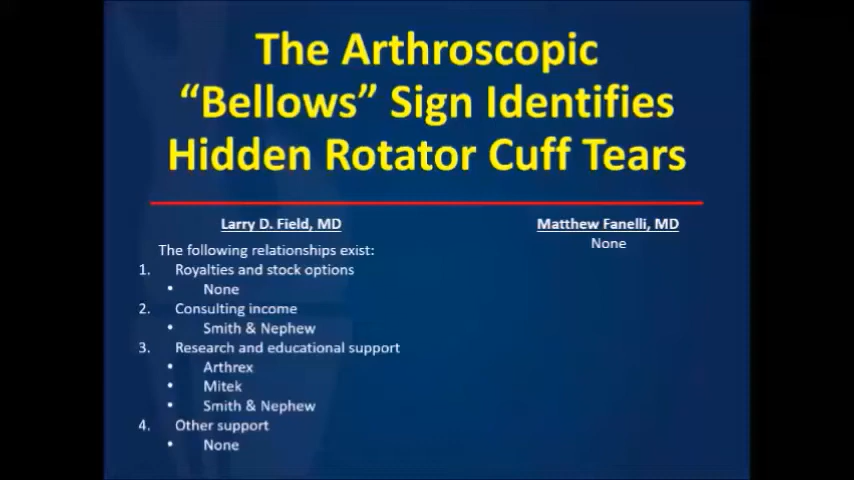 The Arthroscopic
“Bellows” Sign Identifies
Hidden Rotator Cuff Tears
Larry D. Field, MD
The following relationships exist:
1. Royalties and stock options
• None
2. Consulting income
• Smith & Nephew
3. Research and educational support
• Arthrex
• Mitek
• Smith & Nephew
4. Other support
• None
Matthew Fanelli, MD
None